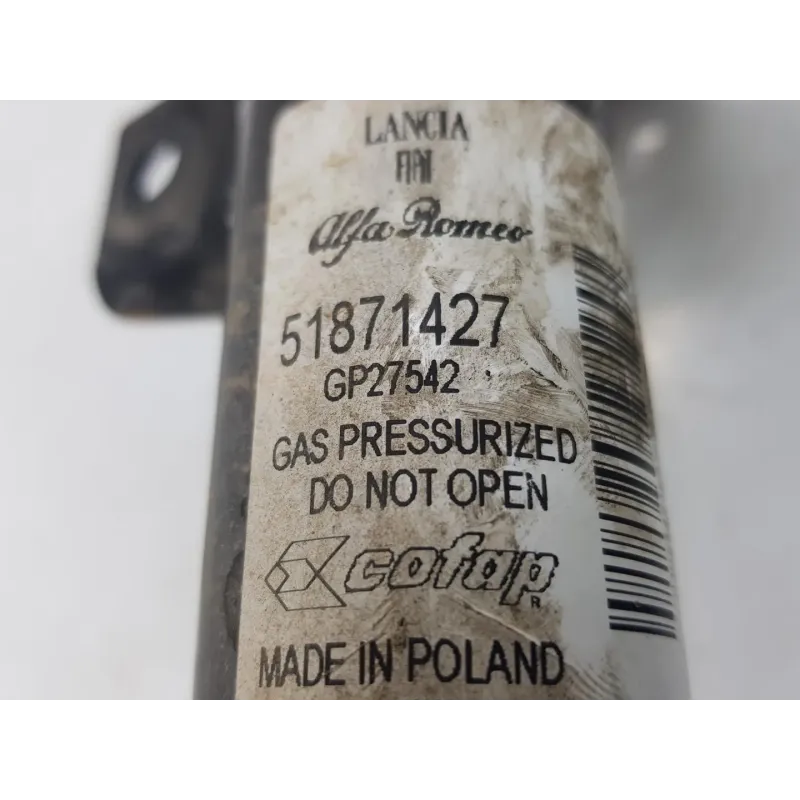 LANCIA
FIAT
Alfa Romeo
51871427
GP27542
GAS PRESSURIZED
DO NOT OPEN
cofap
R
MADE IN POLAND